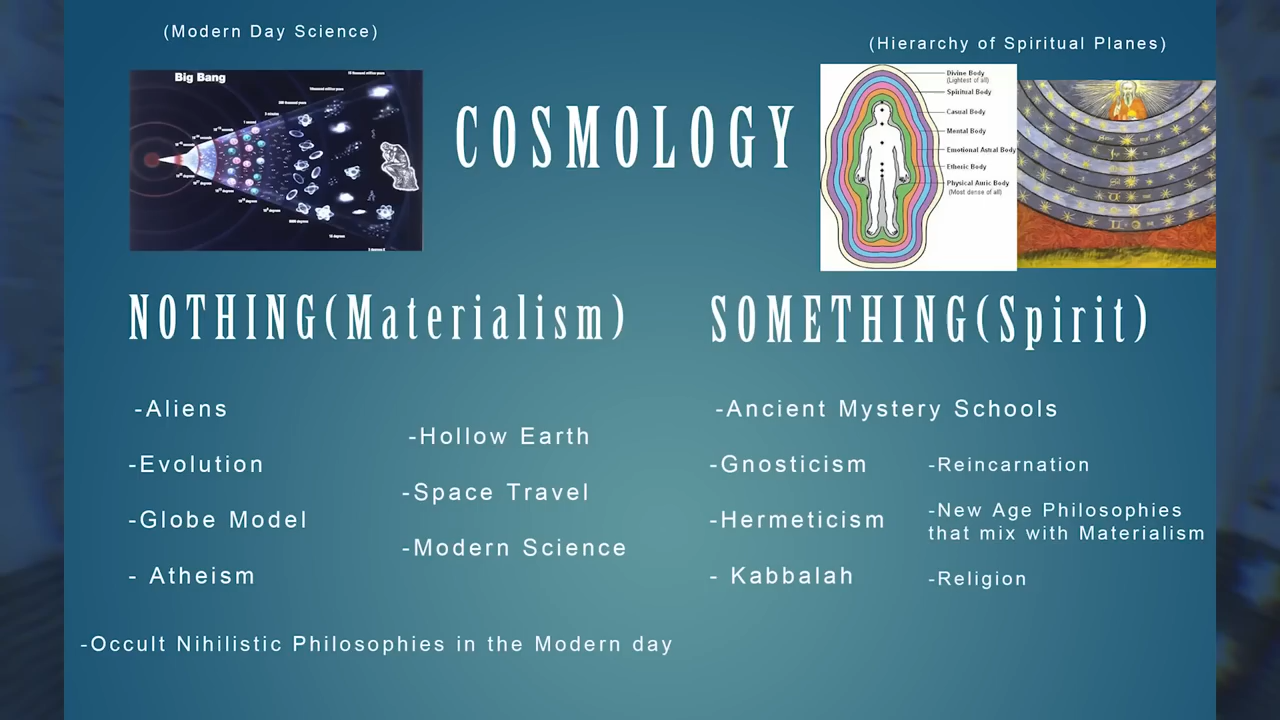 (Modern Day Science)
(Hierarchy of Spiritual Planes)
Big Bang
COSMOLOGY
Divine Body
(Lightest of all)
Spiritual Body
Casual Body
Mental Body
Emotional Astral Body
Etheric Body
Physical Auric Body
(Most dense of all)
NOTHING(Materialism)
SOMETHING(Spirit)
-Aliens
-Evolution
-Globe Model
- Atheism
-Hollow Earth
-Space Travel
-Modern Science
-Occult Nihilistic Philosophies in the Modern day
-Ancient Mystery Schools
-Gnosticism
-Hermeticism
- Kabbalah
-Reincarnation
-New Age Philosophies
that mix with Materialism
-Religion